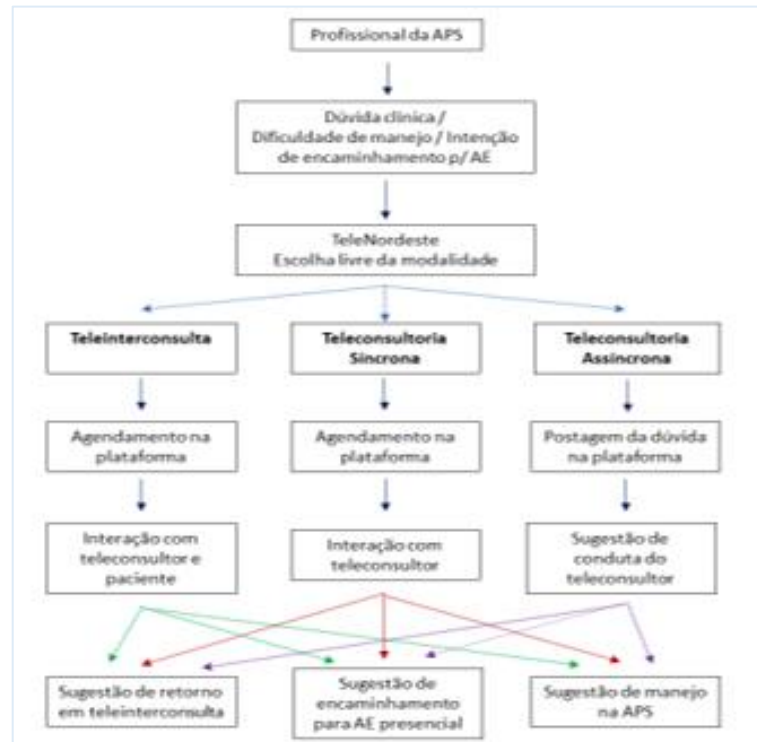 Profissional da APS
Dúvida clínica /
Dificuldade de manejo / Intenção
de encaminhamento p/ AE
TeleNordeste
Escolha livre da modalidade
Teleinterconsulta
Teleconsultoria
Síncrona
Teleconsultoria
Assíncrona
Agendamento na
plataforma
Agendamento na
plataforma
Postagem da dúvida
na plataforma
Interação com
teleconsultor e
paciente
Interação com
teleconsultor
Sugestão de
conduta do
teleconsultor
Sugestão de retorno
em teleinterconsulta
Sugestão de
encaminhamento
para AE presencial
Sugestão de manejo
na APS